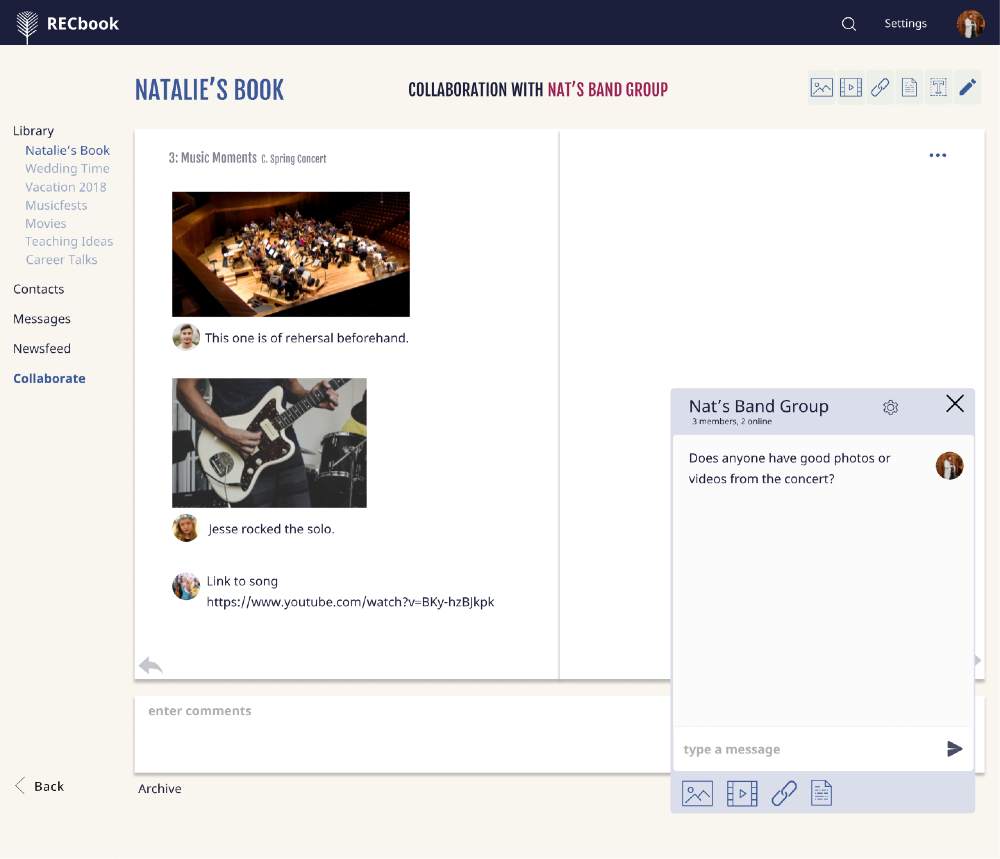 RECbook
Settings
NATALIE’S BOOK
COLLABORATION WITH NAT’S BAND GROUP
Library
Natalie’s Book
Wedding Time
Vacation 2018
Musicfests
Movies
Teaching Ideas
Career Talks
Contacts
Messages
Newsfeed
Collaborate
Back
3: Music Moments C. Spring Concert
This one is of rehersal beforehand.
Jesse rocked the solo.
Link to song
https://www.youtube.com/watch?v=BKy-hzBJkpk
enter comments
Archive
Nat’s Band Group
3 members, 2 online
Does anyone have good photos or
videos from the concert?
type a message